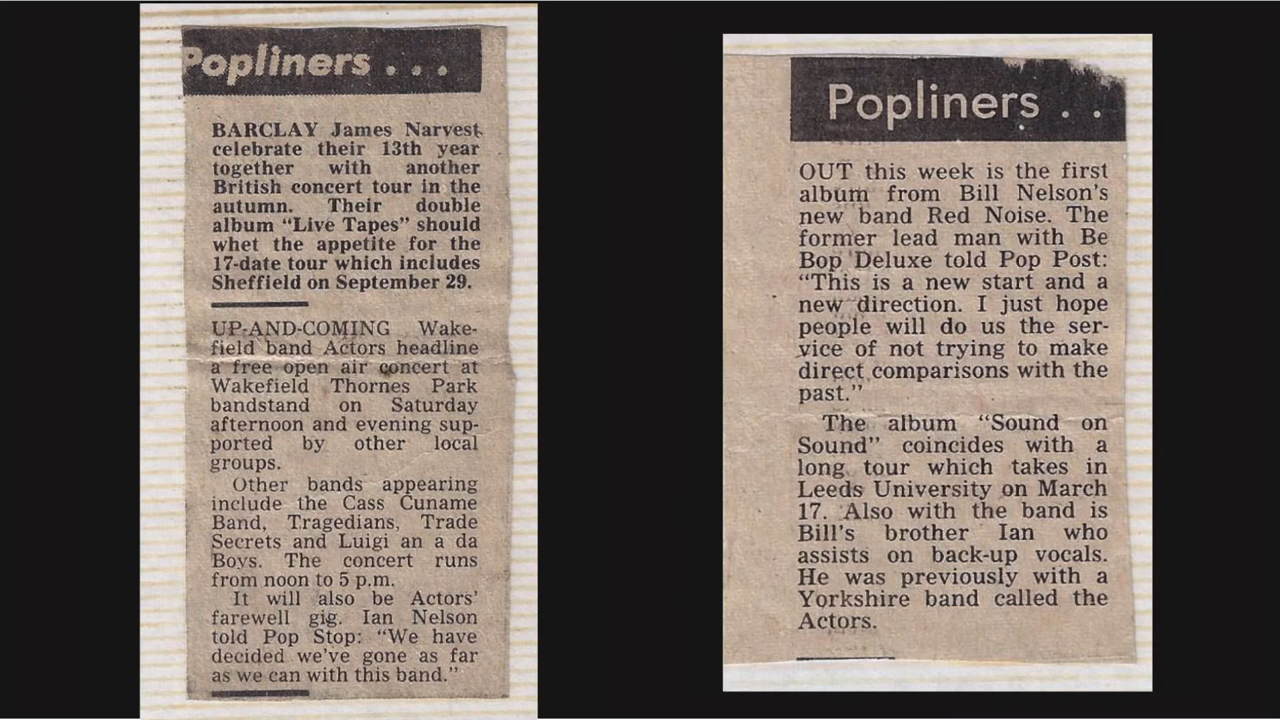 Popliners . . .
BARCLAY James Narvest
celebrate their 13th year
together with another
British concert tour in the
autumn. Their double
album “Live Tapes” should
whet the appetite for the
17-date tour which includes
Sheffield on September 29.
UP-AND-COMING Wake-
field band Actors headline
a free open air concert at
Wakefield Thornes Park
bandstand on Saturday
afternoon and evening sup-
ported by other local
groups.
Other bands appearing
include the Cass Cuname
Band, Tragedians, Trade
Secrets and Luigi an a da
Boys. The concert runs
from noon to 5 p.m.
It will also be Actors’
farewell gig. Ian Nelson
told Pop Stop: “We have
decided we’ve gone as far
as we can with this band.”
Popliners . .
OUT this week is the first
album from Bill Nelson’s
new band Red Noise. The
former lead man with Be
Bop Deluxe told Pop Post:
“This is a new start and a
new direction. I just hope
people will do us the ser-
vice of not trying to make
direct comparisons with the
past.”
The album “Sound on
Sound” coincides with a
long tour which takes in
Leeds University on March
17. Also with the band is
Bill’s brother Ian who
assists on back-up vocals.
He was previously with a
Yorkshire band called the
Actors.